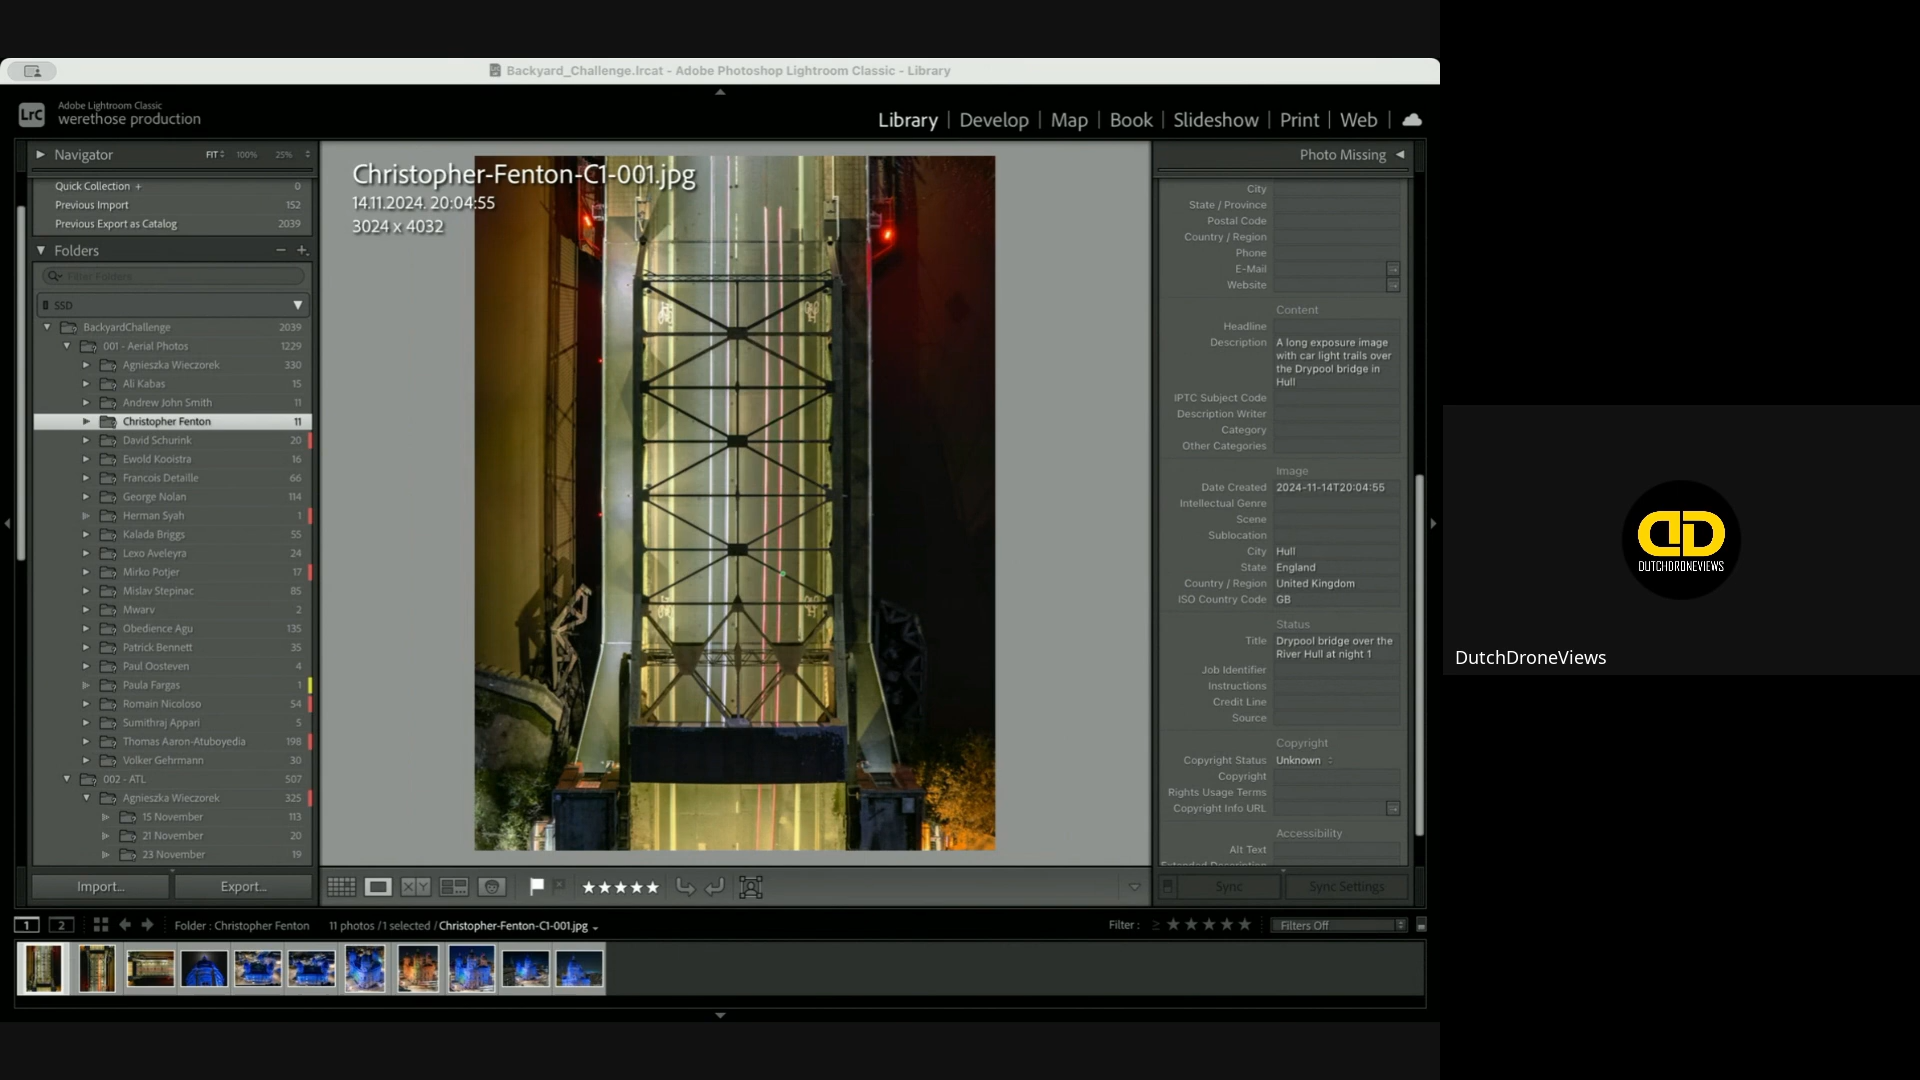 Backyard_Challenge.lrcat - Adobe Photoshop Lightroom Classic - Library
LrC
Adobe Lightroom Classic
werethose production
Library | Develop | Map | Book | Slideshow | Print | Web |
Navigator FIT 100% 25%
Quick Collection + 0
Previous Import 152
Previous Export as Catalog 2039
Folders − +
Filter Folders
SSD
BackyardChallenge 2039
001 - Aerial Photos 1229
Agnieszka Wieczorek 330
Ali Kabas 15
Andrew John Smith 11
Christopher Fenton 11
David Schurink 20
Ewold Kooistra 16
Francois Detaille 66
George Nolan 114
Herman Syah 1
Kalada Briggs 55
Lexo Aveleyra 24
Mirko Potjer 17
Mislav Stepinac 85
Mwarv 2
Obedience Agu 135
Patrick Bennett 35
Paul Oosteven 4
Paula Fargas 1
Romain Nicoloso 54
Sumithraj Appari 5
Thomas Aaron-Atuboyedia 198
Volker Gehrmann 30
002 - ATL 507
Agnieszka Wieczorek 325
15 November 113
21 November 20
23 November 19
Import... Export...
Christopher-Fenton-C1-001.jpg
14.11.2024. 20:04:55
3024 x 4032
XY
Photo Missing
City
State / Province
Postal Code
Country / Region
Phone
E-Mail
Website
Content
Headline
Description A long exposure image
with car light trails over
the Drypool bridge in
Hull
IPTC Subject Code
Description Writer
Category
Other Categories
Image
Date Created 2024-11-14T20:04:55
Intellectual Genre
Scene
Sublocation
City Hull
State England
Country / Region United Kingdom
ISO Country Code GB
Status
Title Drypool bridge over the
River Hull at night 1
Job Identifier
Instructions
Credit Line
Source
Copyright
Copyright Status Unknown
Copyright
Rights Usage Terms
Copyright Info URL
Accessibility
Alt Text
Extended Description
Sync Sync Settings
1 2 Folder : Christopher Fenton 11 photos / 1 selected / Christopher-Fenton-C1-001.jpg
Filter : ≥ Filters Off
DUTCHDRONEVIEWS
DutchDroneViews